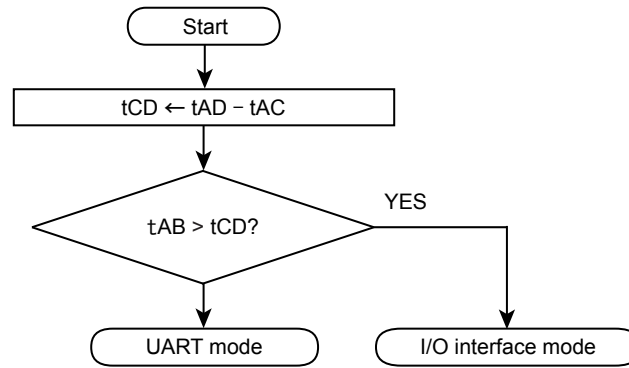 Start
tCD ← tAD − tAC
tAB > tCD?
YES
UART mode
I/O interface mode